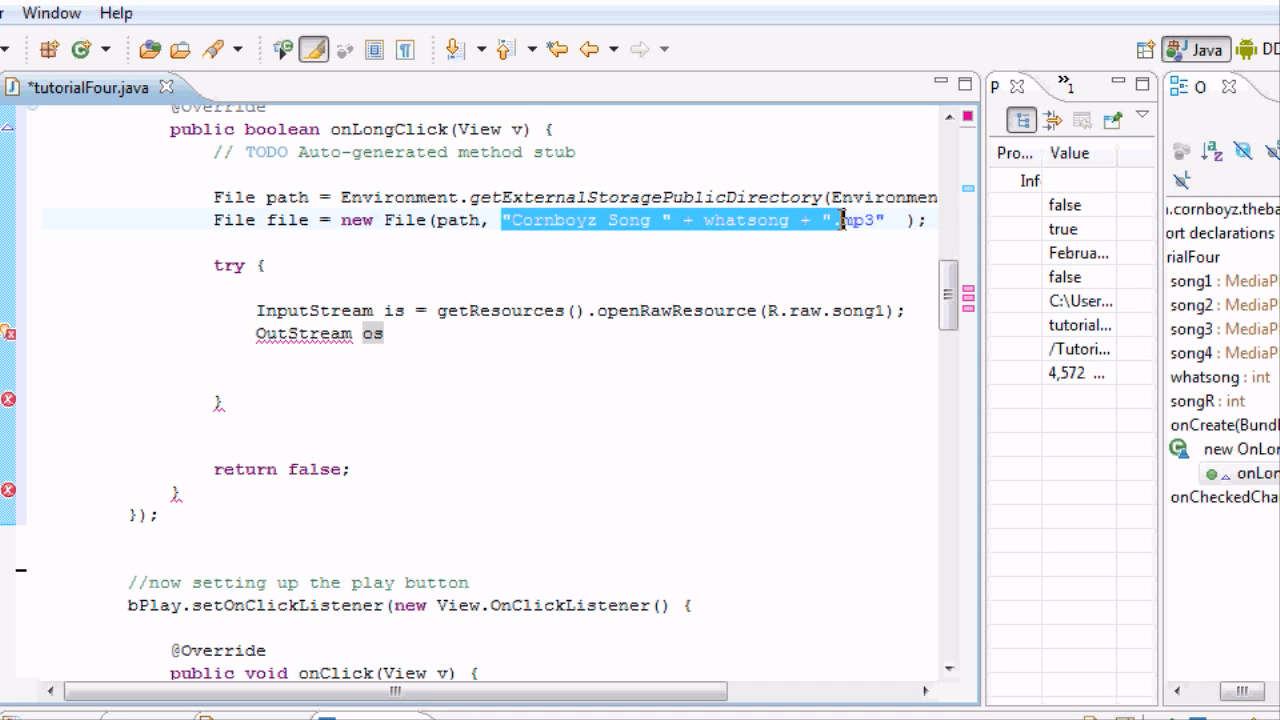 Window Help
Java
DD
*tutorialFour.java
P
1
O
@Override
public boolean onLongClick(View v) {
// TODO Auto-generated method stub
File path = Environment.getExternalStoragePublicDirectory(Environmen
File file = new File(path, "Cornboyz Song " + whatsong + ".mp3" );
try {
InputStream is = getResources().openRawResource(R.raw.song1);
OutStream os
}
return false;
}
});
//now setting up the play button
bPlay.setOnClickListener(new View.OnClickListener() {
@Override
public void onClick(View v) {
Pro... Value
Inf
false
true
Februa...
false
C:\User...
tutorial...
/Tutori...
4,572 ...
.cornboyz.theba
ort declarations
rialFour
song1 : MediaP
song2 : MediaP
song3 : MediaP
song4 : MediaP
whatsong : int
songR : int
onCreate(Bundl
new OnLon
onLon
onCheckedCha